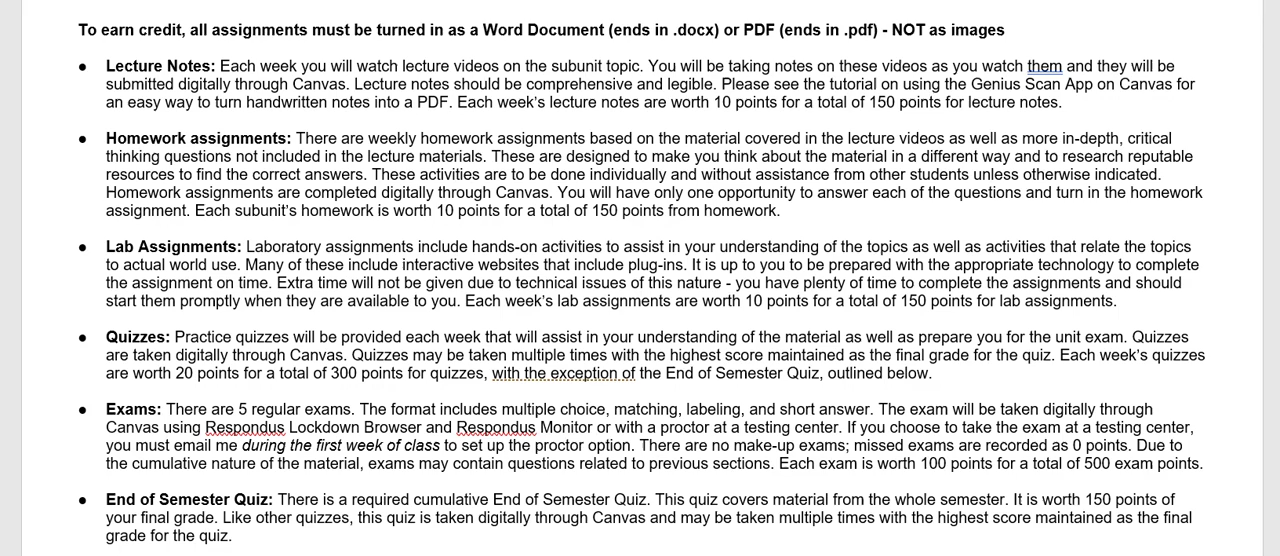 To earn credit, all assignments must be turned in as a Word Document (ends in .docx) or PDF (ends in .pdf) - NOT as images
● Lecture Notes: Each week you will watch lecture videos on the subunit topic. You will be taking notes on these videos as you watch them and they will be
submitted digitally through Canvas. Lecture notes should be comprehensive and legible. Please see the tutorial on using the Genius Scan App on Canvas for
an easy way to turn handwritten notes into a PDF. Each week's lecture notes are worth 10 points for a total of 150 points for lecture notes.
● Homework assignments: There are weekly homework assignments based on the material covered in the lecture videos as well as more in-depth, critical
thinking questions not included in the lecture materials. These are designed to make you think about the material in a different way and to research reputable
resources to find the correct answers. These activities are to be done individually and without assistance from other students unless otherwise indicated.
Homework assignments are completed digitally through Canvas. You will have only one opportunity to answer each of the questions and turn in the homework
assignment. Each subunit's homework is worth 10 points for a total of 150 points from homework.
● Lab Assignments: Laboratory assignments include hands-on activities to assist in your understanding of the topics as well as activities that relate the topics
to actual world use. Many of these include interactive websites that include plug-ins. It is up to you to be prepared with the appropriate technology to complete
the assignment on time. Extra time will not be given due to technical issues of this nature - you have plenty of time to complete the assignments and should
start them promptly when they are available to you. Each week's lab assignments are worth 10 points for a total of 150 points for lab assignments.
● Quizzes: Practice quizzes will be provided each week that will assist in your understanding of the material as well as prepare you for the unit exam. Quizzes
are taken digitally through Canvas. Quizzes may be taken multiple times with the highest score maintained as the final grade for the quiz. Each week's quizzes
are worth 20 points for a total of 300 points for quizzes, with the exception of the End of Semester Quiz, outlined below.
● Exams: There are 5 regular exams. The format includes multiple choice, matching, labeling, and short answer. The exam will be taken digitally through
Canvas using Respondus Lockdown Browser and Respondus Monitor or with a proctor at a testing center. If you choose to take the exam at a testing center,
you must email me during the first week of class to set up the proctor option. There are no make-up exams; missed exams are recorded as 0 points. Due to
the cumulative nature of the material, exams may contain questions related to previous sections. Each exam is worth 100 points for a total of 500 exam points.
● End of Semester Quiz: There is a required cumulative End of Semester Quiz. This quiz covers material from the whole semester. It is worth 150 points of
your final grade. Like other quizzes, this quiz is taken digitally through Canvas and may be taken multiple times with the highest score maintained as the final
grade for the quiz.